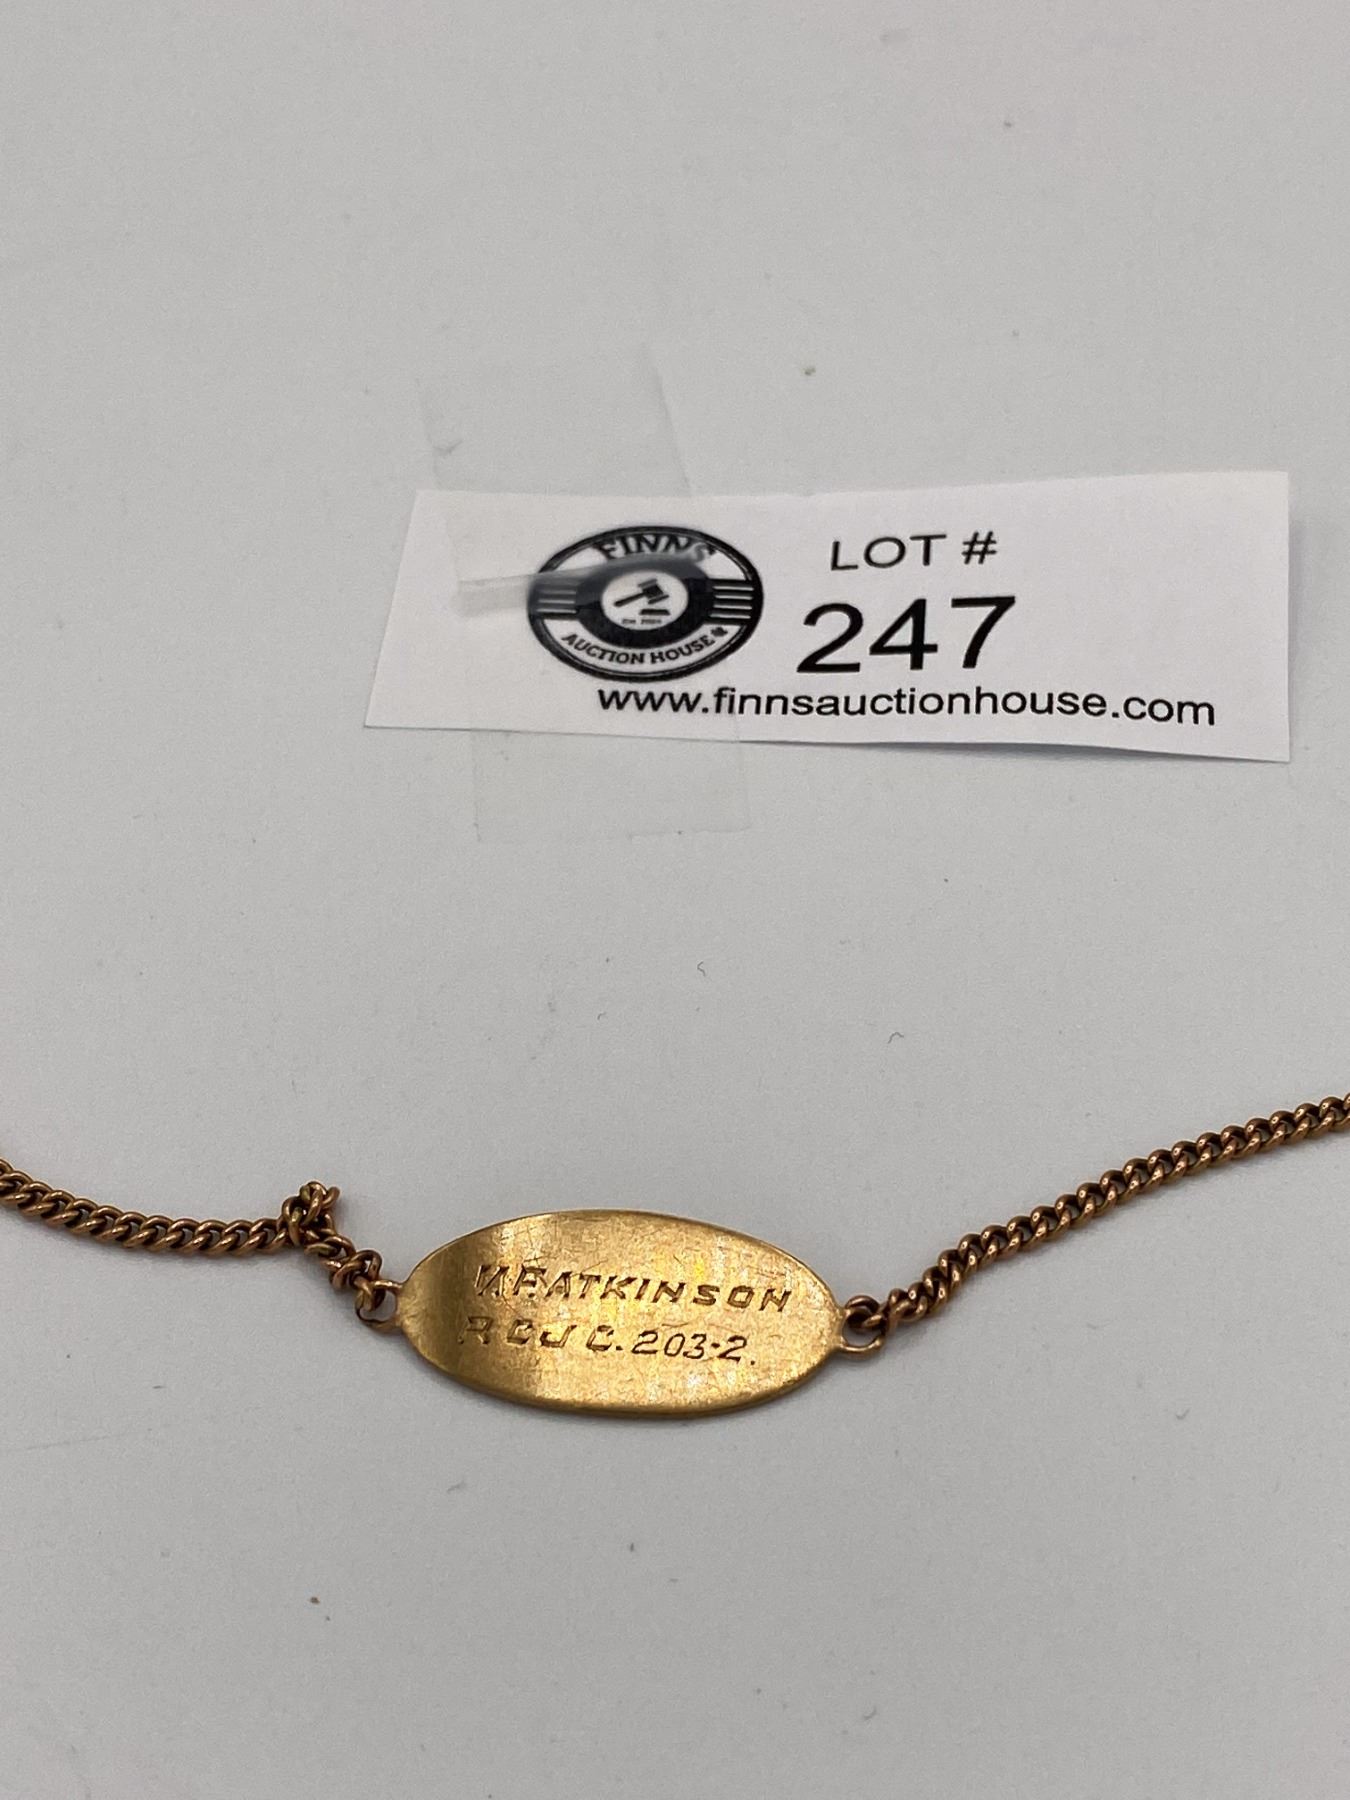 FINNS
AUCTION HOUSE
LOT #
247
www.finnsauctionhouse.com
ATKINSON
203-2.